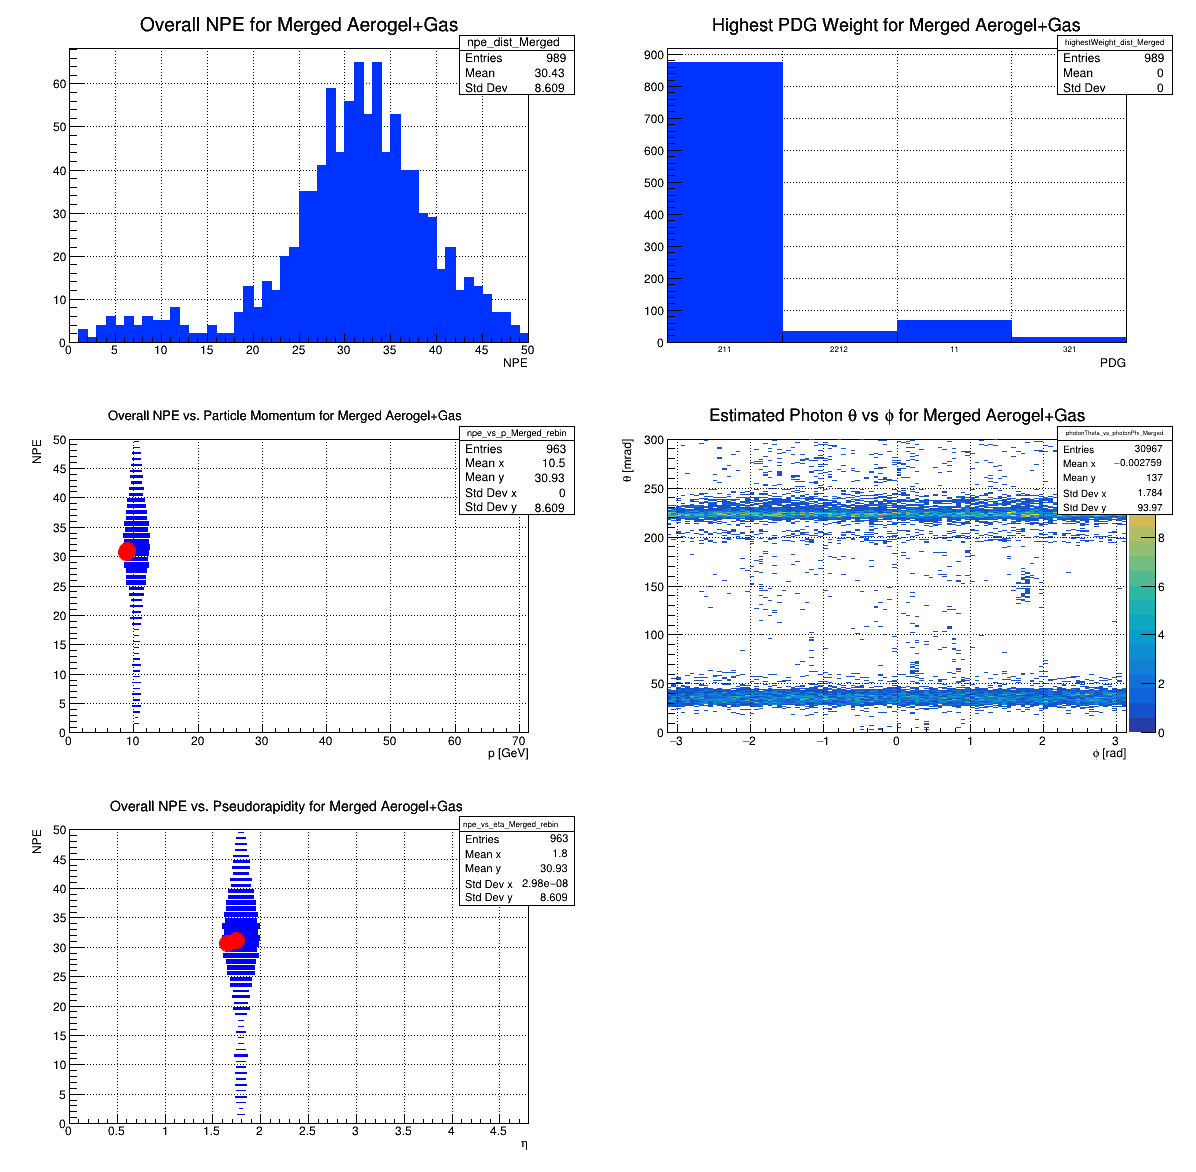 Overall NPE for Merged Aerogel+Gas
npe_dist_Merged
Entries 989
Mean 30.43
Std Dev 8.609
60
50
40
30
20
10
0
0 5 10 15 20 25 30 35 40 45 50
NPE
Highest PDG Weight for Merged Aerogel+Gas
highestWeight_dist_Merged
Entries 989
Mean 0
Std Dev 0
900
800
700
600
500
400
300
200
100
0
211 2212 11 321
PDG
Overall NPE vs. Particle Momentum for Merged Aerogel+Gas
NPE
npe_vs_p_Merged_rebin
Entries 963
Mean x 10.5
Mean y 30.93
Std Dev x 0
Std Dev y 8.609
50
45
40
35
30
25
20
15
10
5
0
0 10 20 30 40 50 60 70
p [GeV]
Estimated Photon θ vs ϕ for Merged Aerogel+Gas
θ [mrad]
photonTheta_vs_photonPhi_Merged
Entries 30967
Mean x −0.002759
Mean y 137
Std Dev x 1.784
Std Dev y 93.97
300
250
200
150
100
50
0
−3 −2 −1 0 1 2 3
ϕ [rad]
8
6
4
2
0
Overall NPE vs. Pseudorapidity for Merged Aerogel+Gas
NPE
npe_vs_eta_Merged_rebin
Entries 963
Mean x 1.8
Mean y 30.93
Std Dev x 2.98e−08
Std Dev y 8.609
50
45
40
35
30
25
20
15
10
5
0
0 0.5 1 1.5 2 2.5 3 3.5 4 4.5
η